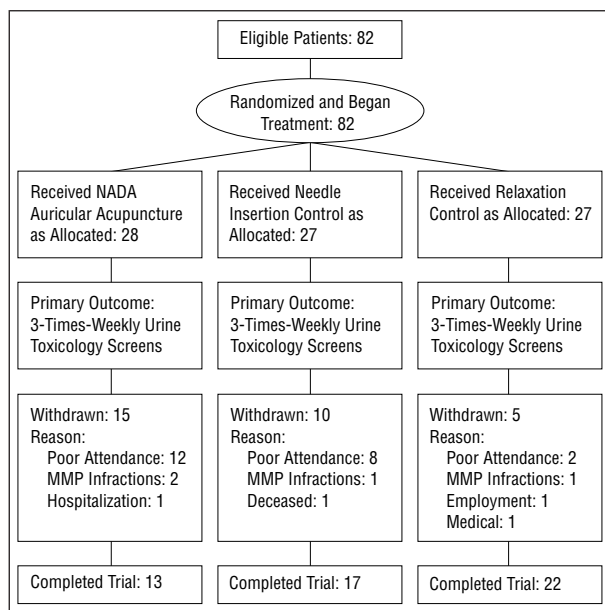 Eligible Patients: 82
Randomized and Began
Treatment: 82
Received NADA
Auricular Acupuncture
as Allocated: 28
Received Needle
Insertion Control as
Allocated: 27
Received Relaxation
Control as Allocated: 27
Primary Outcome:
3-Times-Weekly Urine
Toxicology Screens
Primary Outcome:
3-Times-Weekly Urine
Toxicology Screens
Primary Outcome:
3-Times-Weekly Urine
Toxicology Screens
Withdrawn: 15
Reason:
Poor Attendance: 12
MMP Infractions: 2
Hospitalization: 1
Withdrawn: 10
Reason:
Poor Attendance: 8
MMP Infractions: 1
Deceased: 1
Withdrawn: 5
Reason:
Poor Attendance: 2
MMP Infractions: 1
Employment: 1
Medical: 1
Completed Trial: 13
Completed Trial: 17
Completed Trial: 22